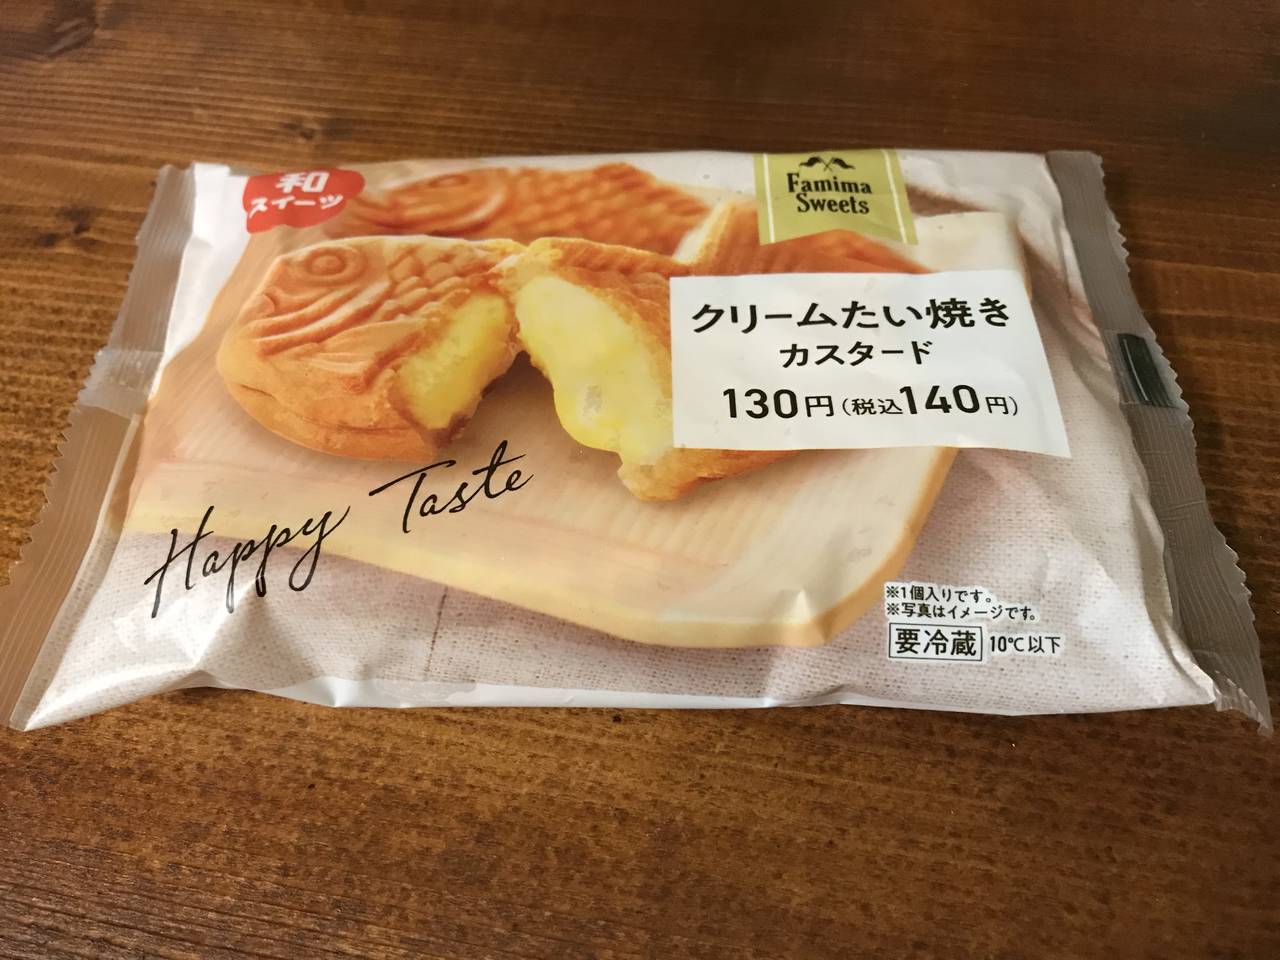 和
スイーツ
Famima
Sweets
クリームたい焼き
カスタード
130円(税込140円)
Happy Taste
※1個入りです。
※写真はイメージです。
要冷蔵 10℃以下